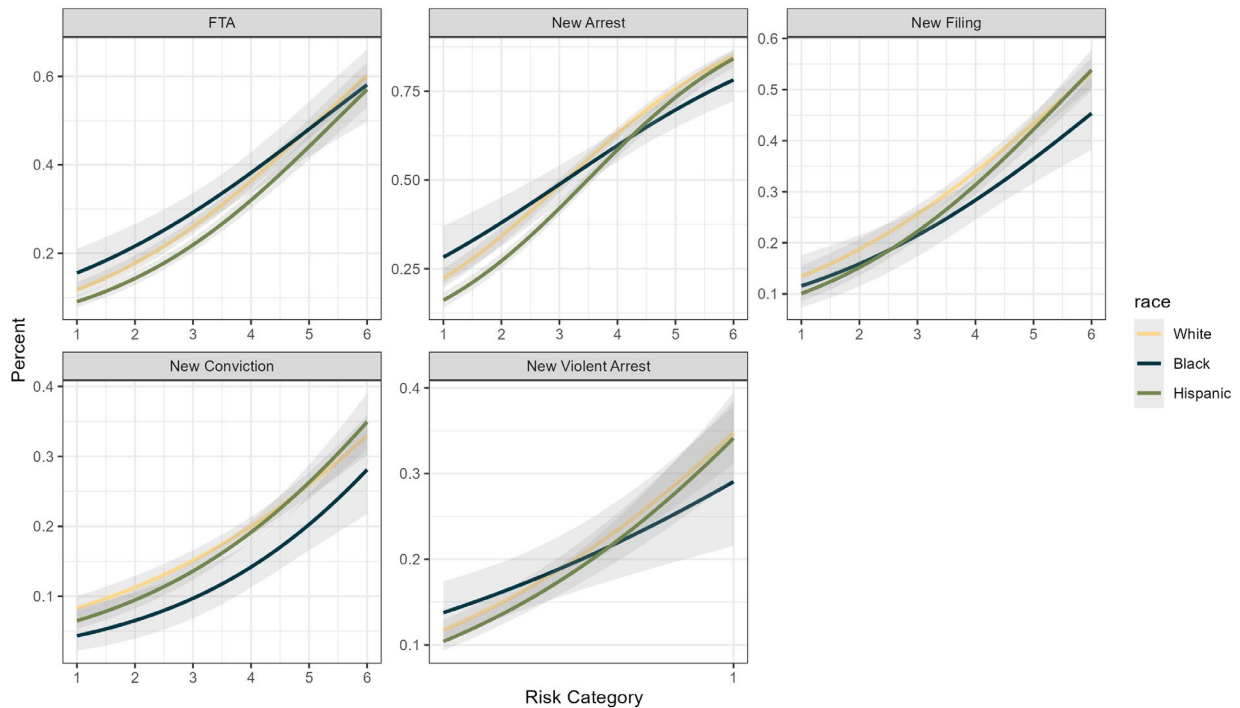 FTA
New Arrest
New Filing
0.6
0.4
0.2
1 2 3 4 5 6
0.75
0.50
0.25
1 2 3 4 5 6
0.6
0.5
0.4
0.3
0.2
0.1
1 2 3 4 5 6
Percent
New Conviction
New Violent Arrest
0.4
0.3
0.2
0.1
1 2 3 4 5 6
0.4
0.3
0.2
0.1
1
Risk Category
race
White
Black
Hispanic